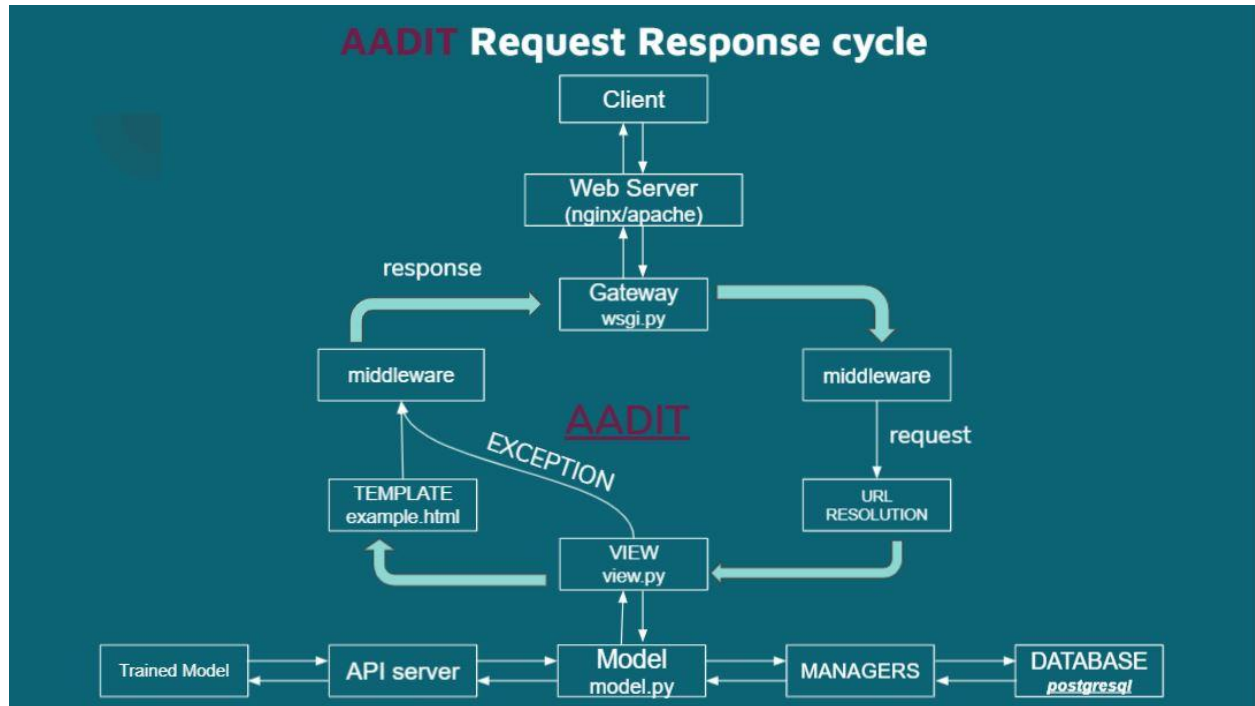 AADIT Request Response cycle
Client
Web Server
(nginx/apache)
response
Gateway
wsgi.py
middleware
middleware
AADIT
request
EXCEPTION
TEMPLATE
example.html
URL
RESOLUTION
VIEW
view.py
Trained Model
API server
Model
model.py
MANAGERS
DATABASE
postgresql